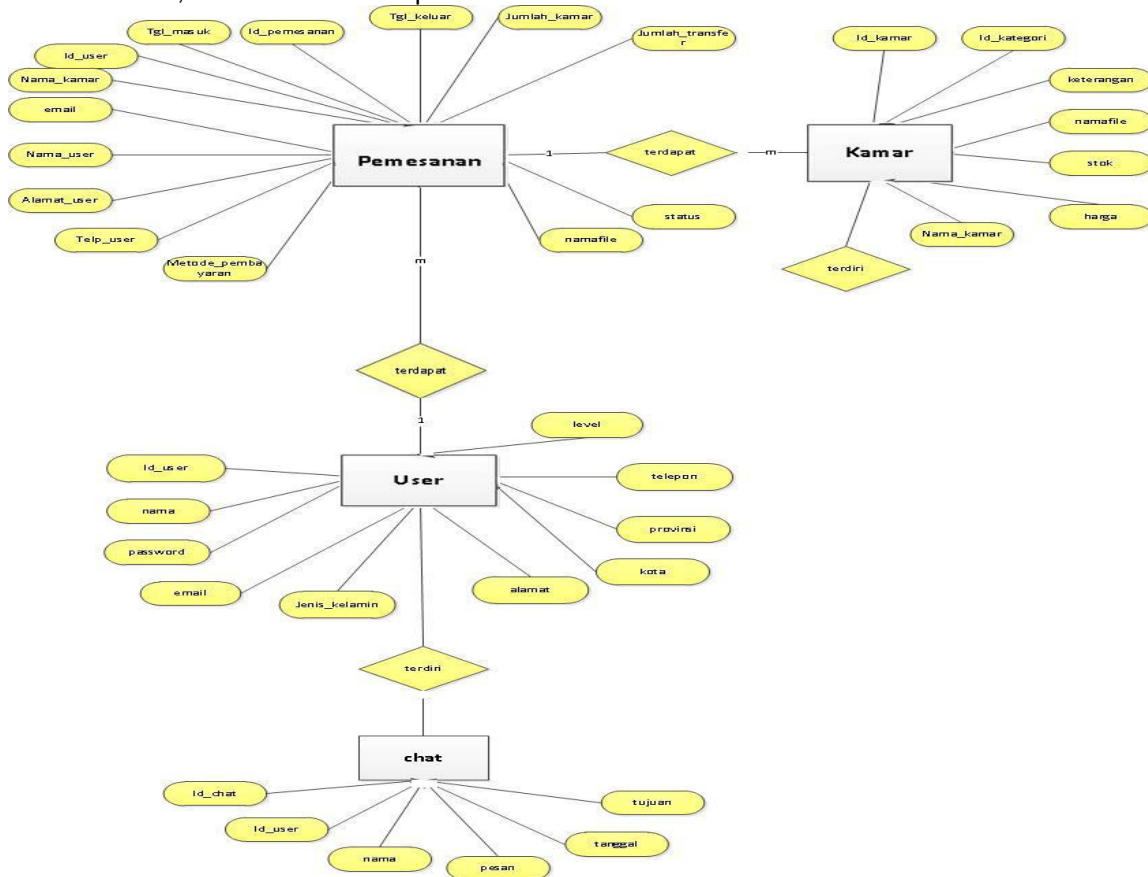 Tgl_keluar
Jumlah_kamar
Tgl_masuk
Id_pemesanan
Jumlah_transfe
r
Id_user
Nama_kamar
email
Nama_user
Alamat_user
Telp_user
Metode_pemba
yaran
Pemesanan
namafile
status
1
terdapat
m
Id_kamar
Id_kategori
keterangan
namafile
stok
harga
Nama_kamar
Kamar
terdiri
m
terdapat
1
level
Id_user
nama
password
email
Jenis_kelamin
alamat
kota
provinsi
telepon
User
terdiri
chat
Id_chat
Id_user
nama
pesan
tanggal
tujuan